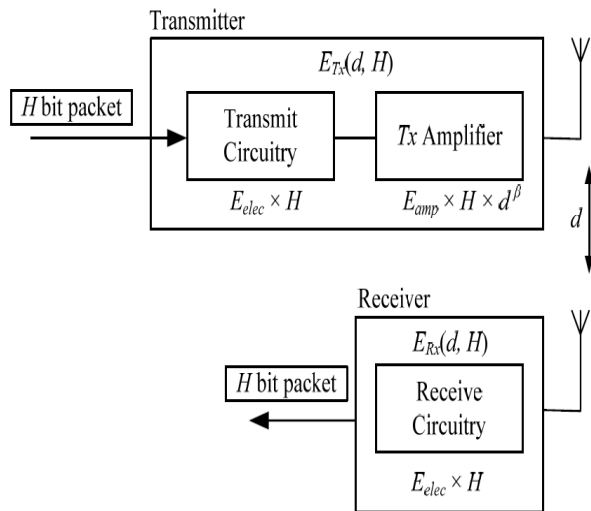 Transmitter
E_Tx(d, H)
H bit packet
Transmit
Circuitry
Tx Amplifier
E_elec × H
E_amp × H × d^β
d
Receiver
E_Rx(d, H)
H bit packet
Receive
Circuitry
E_elec × H